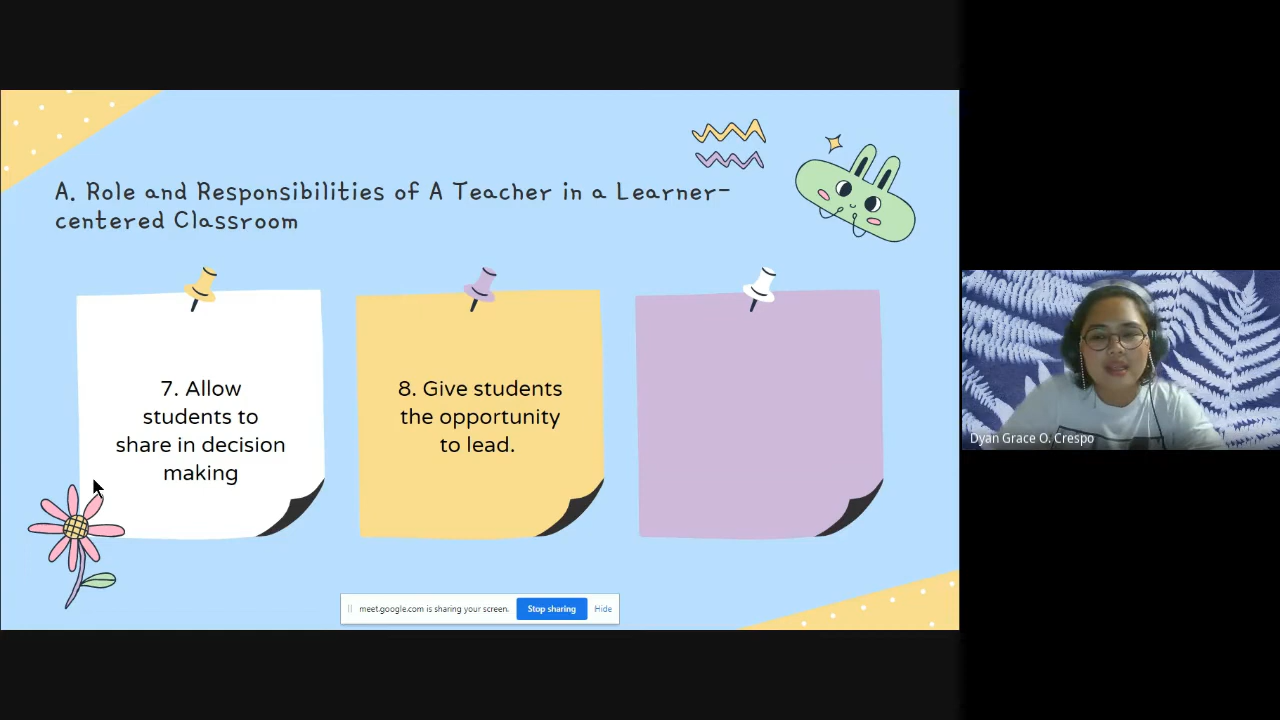 A. Role and Responsibilities of A Teacher in a Learner-
centered Classroom
7. Allow
students to
share in decision
making
8. Give students
the opportunity
to lead.
meet.google.com is sharing your screen.
Stop sharing
Hide
Dyan Grace O. Crespo